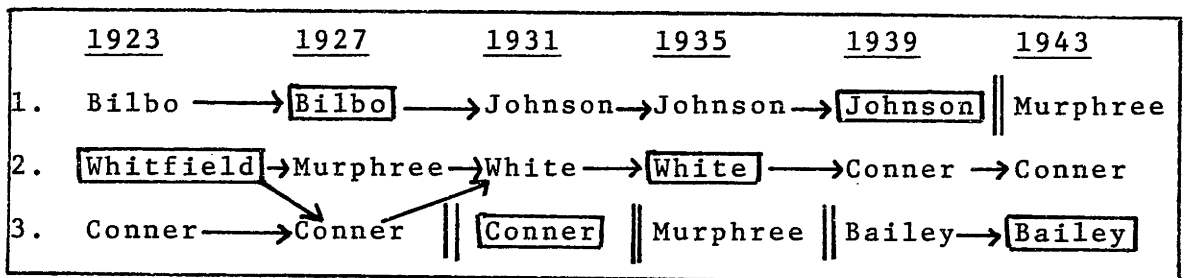 1923 1927 1931 1935 1939 1943
1. Bilbo Bilbo Johnson Johnson Johnson Murphree
2. Whitfield Murphree White White Conner Conner
3. Conner Conner Conner Murphree Bailey Bailey